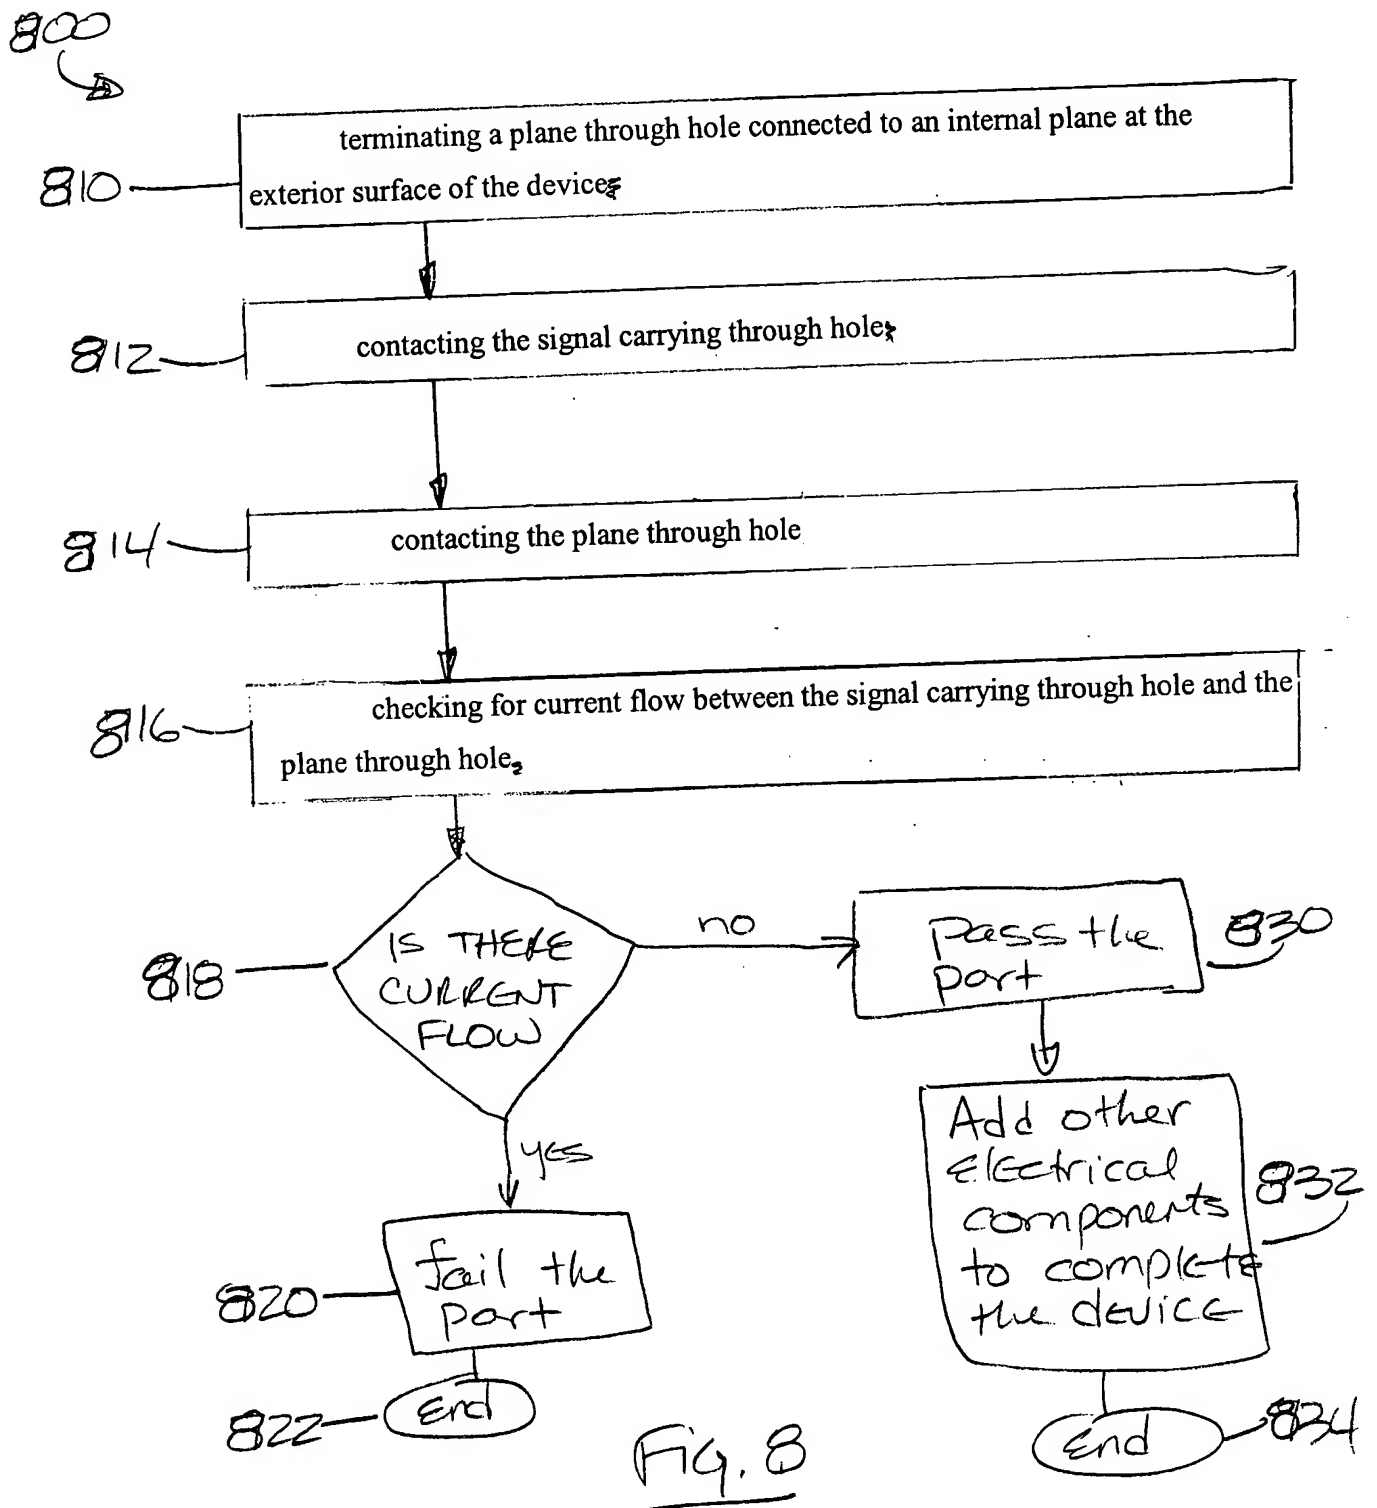 800
terminating a plane through hole connected to an internal plane at the
810
exterior surface of the device;
812
contacting the signal carrying through hole;
814
contacting the plane through hole
816
checking for current flow between the signal carrying through hole and the
plane through hole,
818
IS THERE
CURRENT
FLOW
no
pass the
part
830
yes
Add other
Electrical
components
to complete
the device
832
820
fail the
part
822
End
End
834
Fig. 8